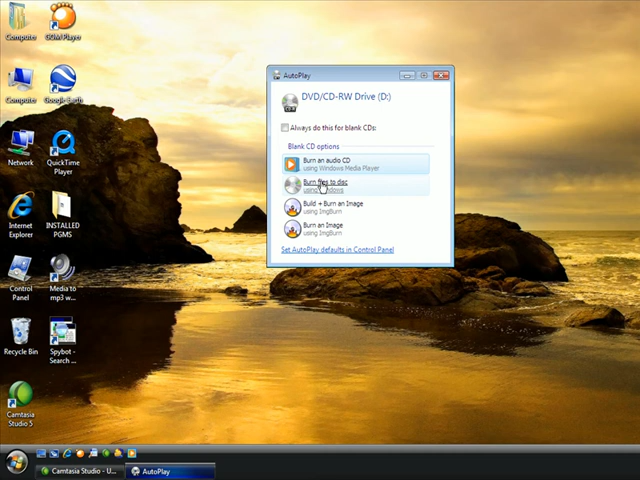 Computer
GOM Player
Computer
Google Earth
Network
QuickTime
Player
Internet
Explorer
INSTALLED
PGMS
Control
Panel
Media to
mp3 w...
Recycle Bin
Spybot -
Search ...
Camtasia
Studio 5
AutoPlay
DVD/CD-RW Drive (D:)
CD-R
Always do this for blank CDs:
Blank CD options
Burn an audio CD
using Windows Media Player
Burn files to disc
using Windows
Build + Burn an Image
using ImgBurn
Burn an Image
using ImgBurn
Set AutoPlay defaults in Control Panel
Camtasia Studio - U...
AutoPlay